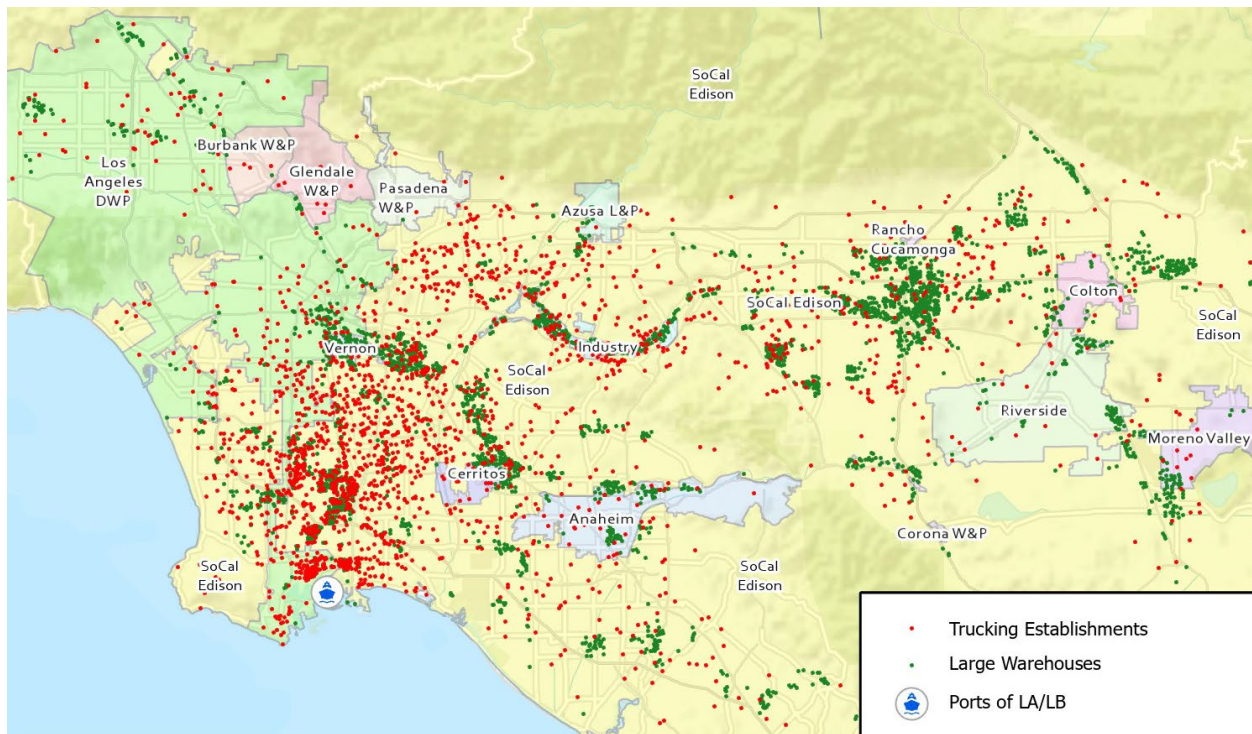 SoCal
Edison
Burbank W&P
Los
Angeles
DWP
Glendale
W&P
Pasadena
W&P
Azusa L&P
Rancho
Cucamonga
SoCal Edison
Colton
SoCal
Edison
Vernon
Industry
SoCal
Edison
Riverside
Moreno Valley
Cerritos
Anaheim
Corona W&P
SoCal
Edison
SoCal
Edison
Trucking Establishments
Large Warehouses
Ports of LA/LB